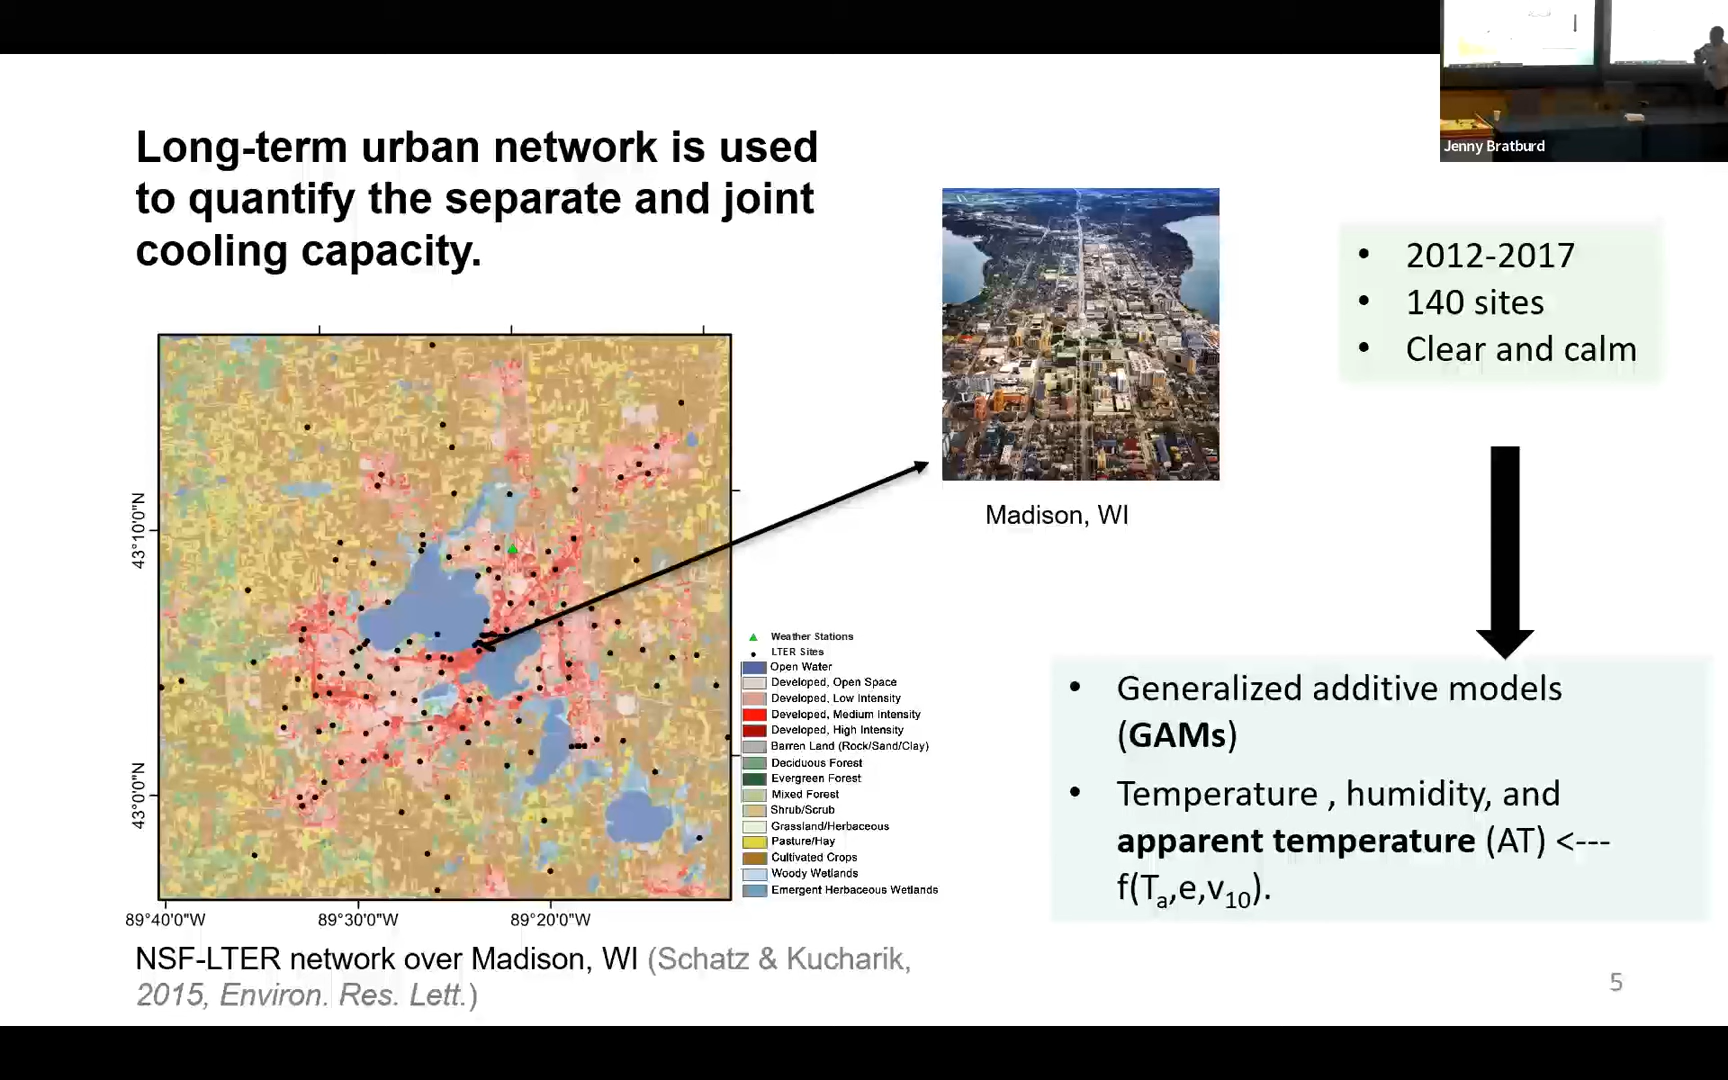 Jenny Bratburd
Long-term urban network is used
to quantify the separate and joint
cooling capacity.
43°10'0"N
43°0'0"N
89°40'0"W
89°30'0"W
89°20'0"W
Weather Stations
LTER Sites
Open Water
Developed, Open Space
Developed, Low Intensity
Developed, Medium Intensity
Developed, High Intensity
Barren Land (Rock/Sand/Clay)
Deciduous Forest
Evergreen Forest
Mixed Forest
Shrub/Scrub
Grassland/Herbaceous
Pasture/Hay
Cultivated Crops
Woody Wetlands
Emergent Herbaceous Wetlands
NSF-LTER network over Madison, WI (Schatz & Kucharik,
2015, Environ. Res. Lett.)
Madison, WI
• 2012-2017
• 140 sites
• Clear and calm
• Generalized additive models
(GAMs)
• Temperature , humidity, and
apparent temperature (AT) <---
f(Tₐ,e,v₁₀).
5